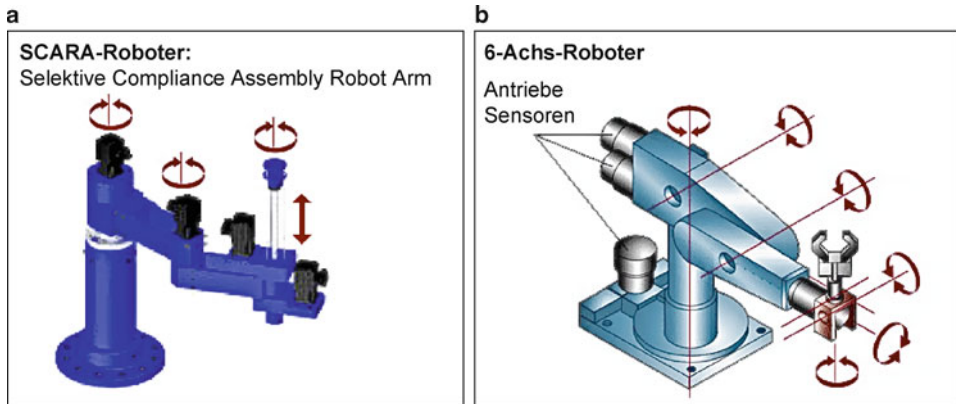 a
SCARA-Roboter:
Selektive Compliance Assembly Robot Arm
b
6-Achs-Roboter
Antriebe
Sensoren